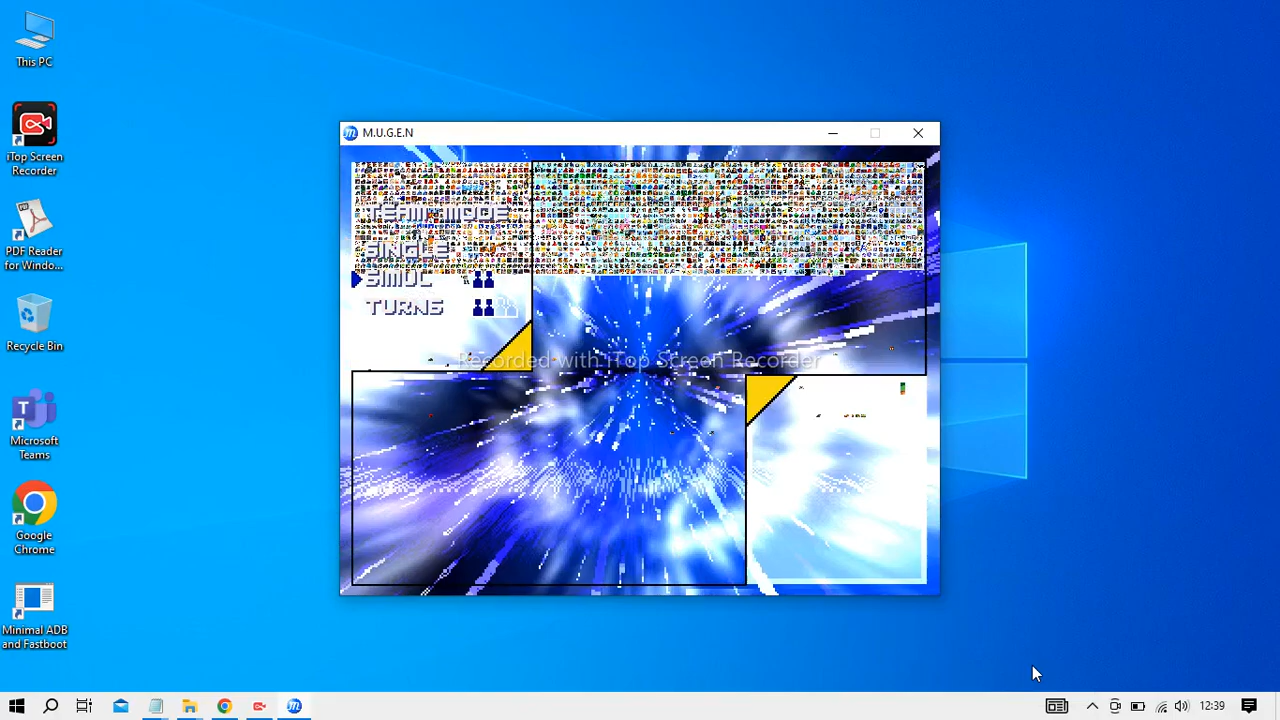 This PC
iTop Screen
Recorder
PDF Reader
for Windo...
Recycle Bin
Microsoft
Teams
Google
Chrome
Minimal ADB
and Fastboot
M.U.G.E.N
TEAM MODE
SINGLE
SIMUL
TURNS
Recorded with iTop Screen Recorder
12:39